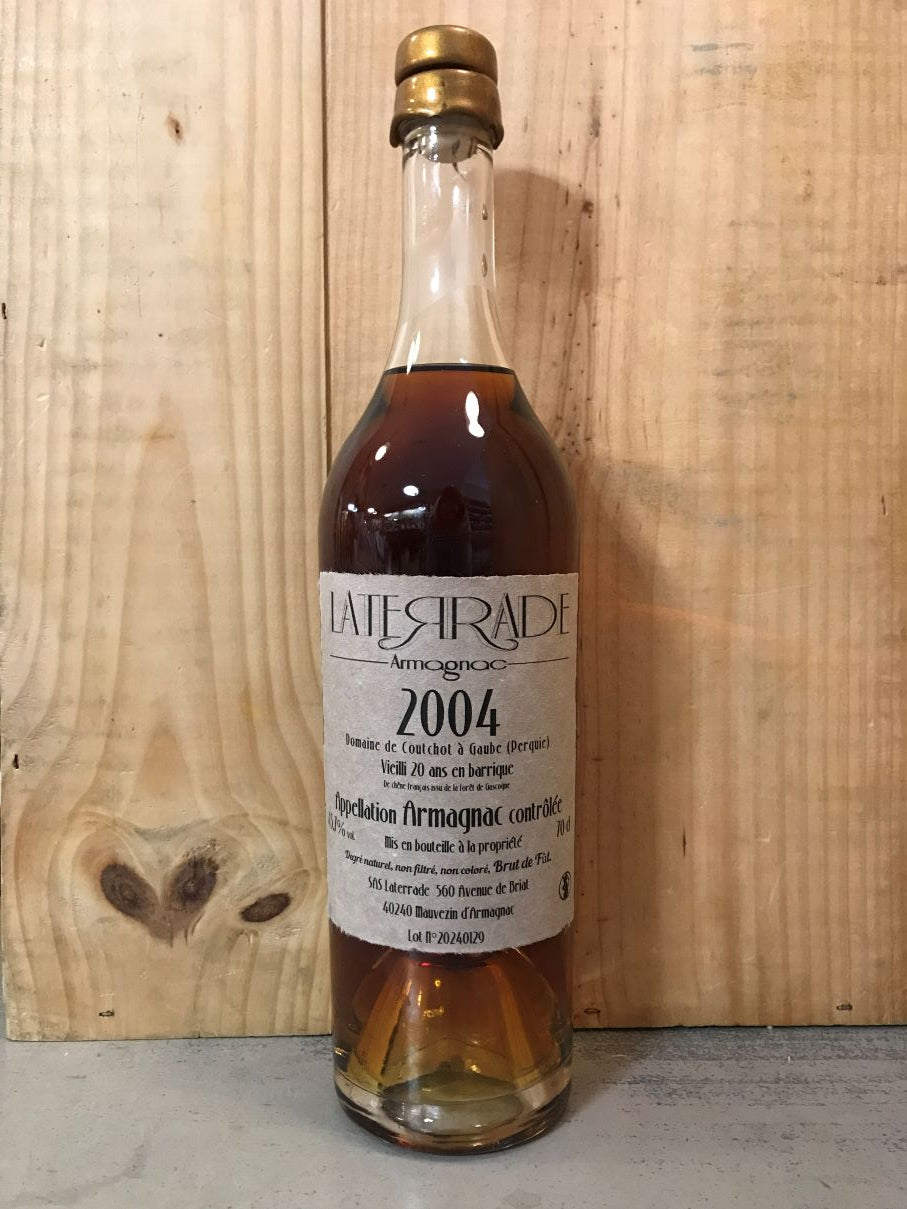 LATERRADE
Armagnac
2004
Domaine de Coutchot à Gaube (Perquie)
Vieilli 20 ans en barrique
De chêne français issu de la forêt de Gascogne
Appellation Armagnac contrôlée
% vol. 70 cl
Mis en bouteille à la propriété
Degré naturel, non filtré, non coloré, Brut de Fût.
SAS Laterrade 560 Avenue de Briat
40240 Mauvezin d'Armagnac
Lot N°20240129